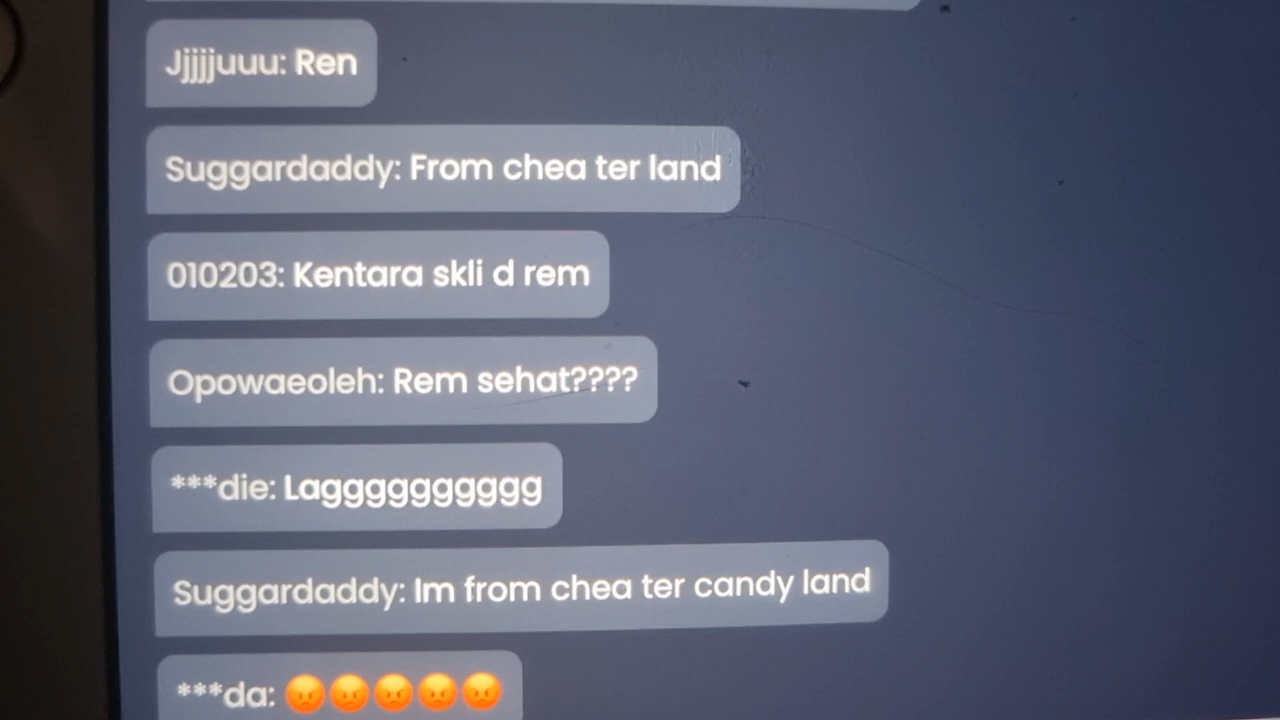 Jjjjjuuu: Ren
Suggardaddy: From chea ter land
010203: Kentara skli d rem
Opowaeoleh: Rem sehat????
***die: Lagggggggggg
Suggardaddy: Im from chea ter candy land
***da: 😡😡😡😡😡